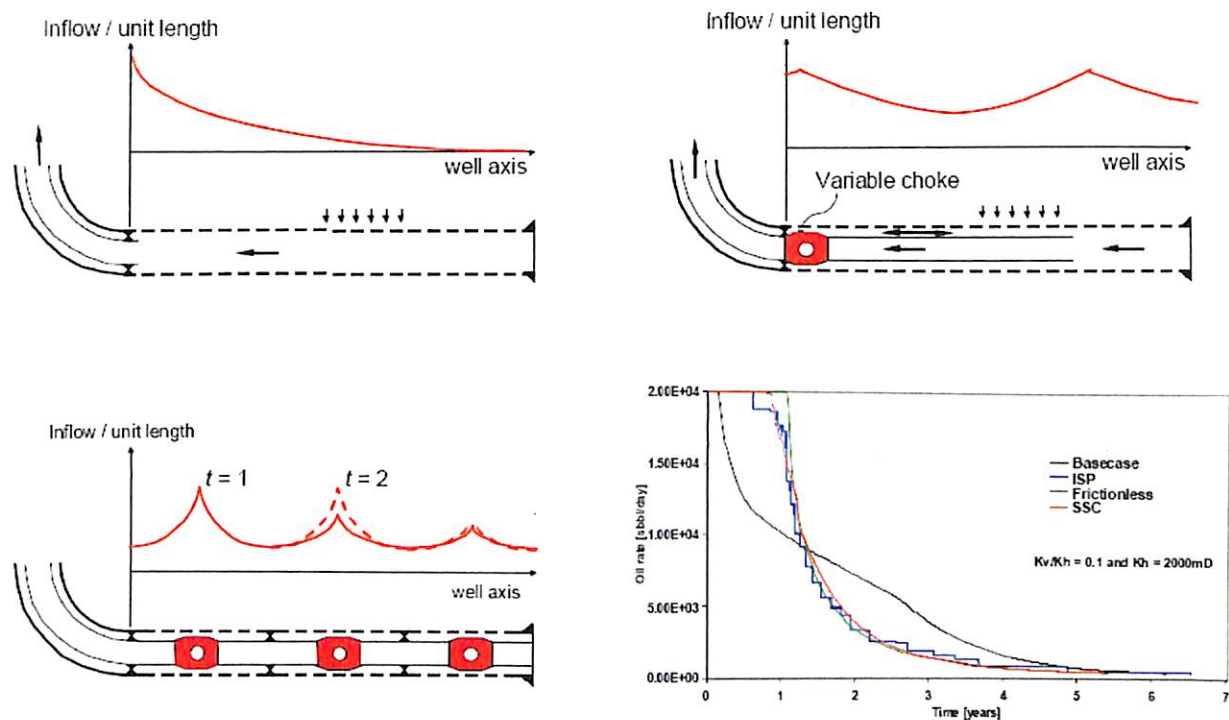 Inflow / unit length
well axis
Inflow / unit length
well axis
Variable choke
Inflow / unit length
t = 1
t = 2
well axis
2.00E+04
1.50E+04
1.00E+04
5.00E+03
0.00E+00
Oil rate [stbl/day]
Basecase
ISP
Frictionless
SSC
Kv/Kh = 0.1 and Kh = 2000mD
0 1 2 3 4 5 6 7
Time [years]